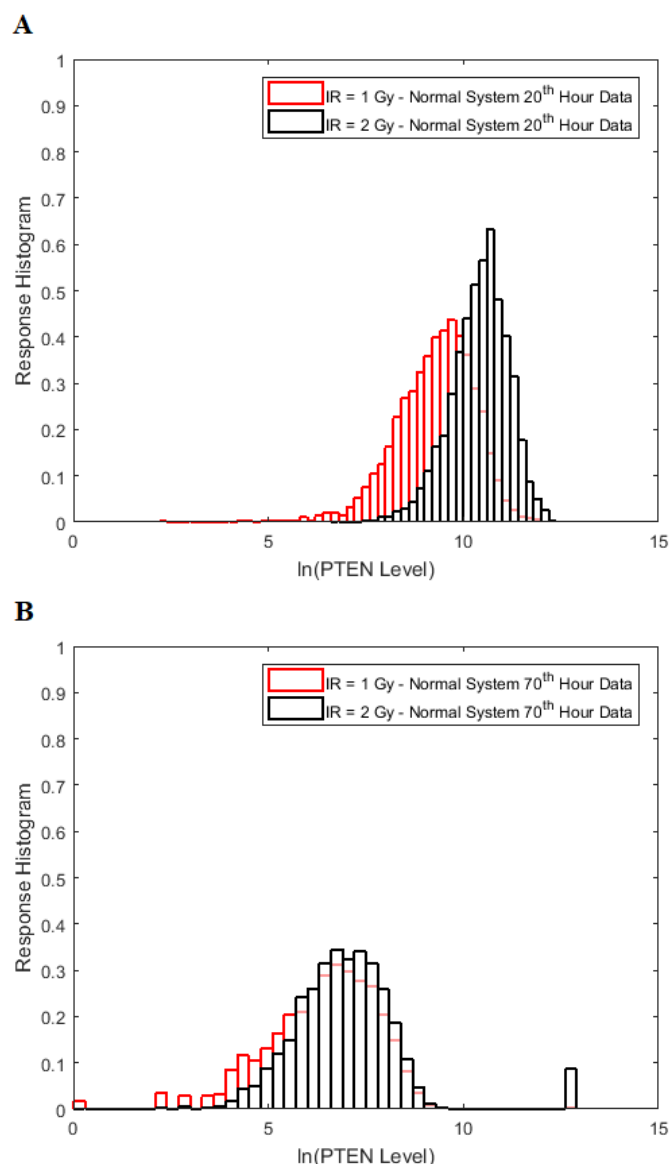 A
1
0.9
0.8
0.7
0.6
0.5
0.4
0.3
0.2
0.1
0
Response Histogram
IR = 1 Gy - Normal System 20th Hour Data
IR = 2 Gy - Normal System 20th Hour Data
0 5 10 15
ln(PTEN Level)
B
1
0.9
0.8
0.7
0.6
0.5
0.4
0.3
0.2
0.1
0
Response Histogram
IR = 1 Gy - Normal System 70th Hour Data
IR = 2 Gy - Normal System 70th Hour Data
0 5 10 15
ln(PTEN Level)